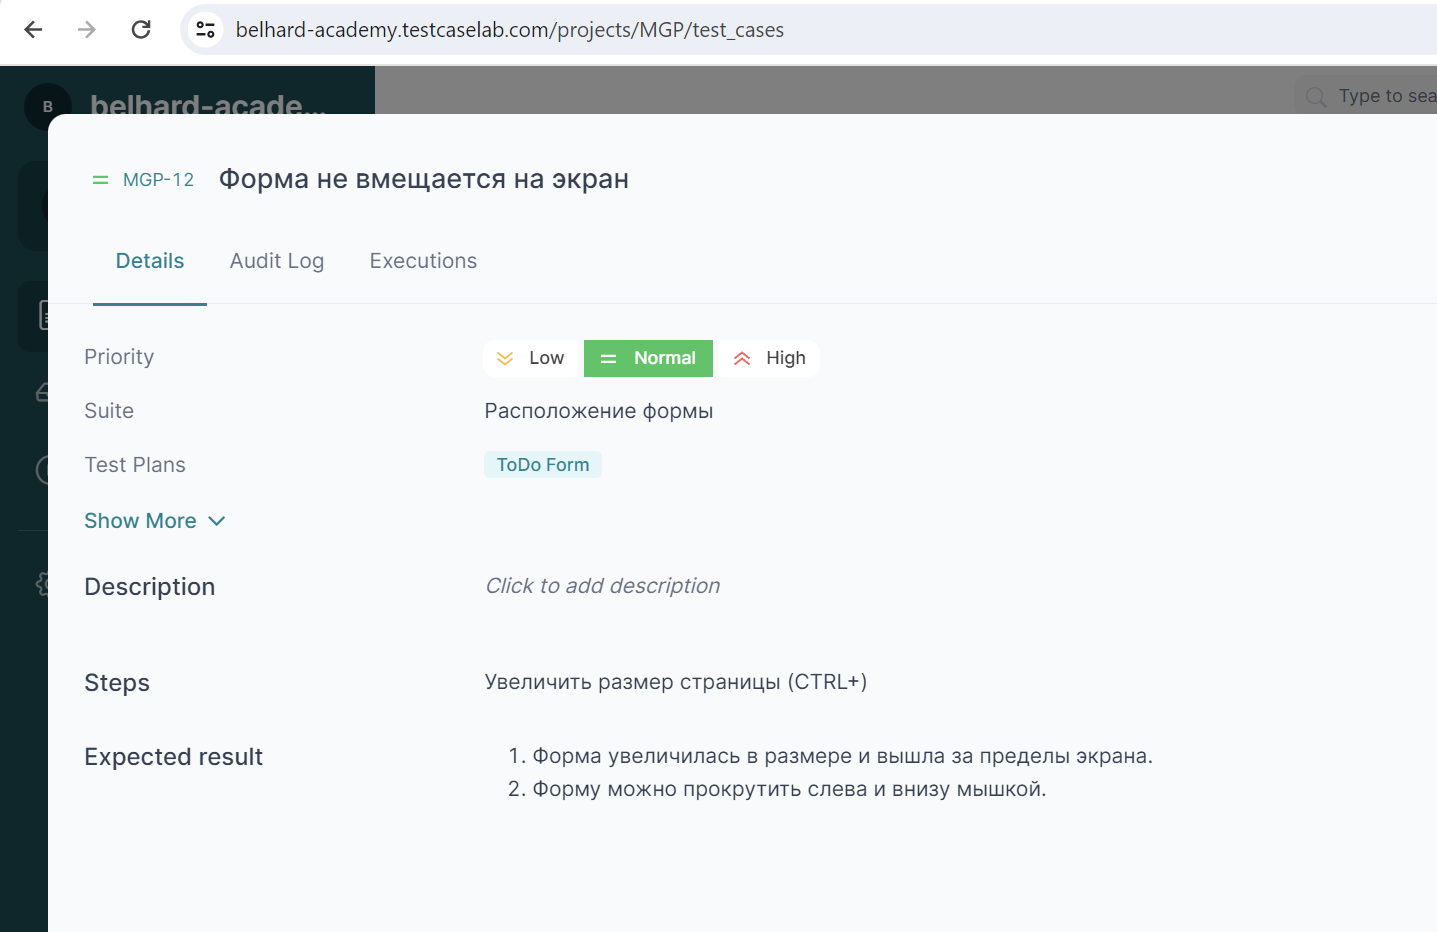 belhard-academy.testcaselab.com/projects/MGP/test_cases
B belhard-acade...
Type to sea
MGP-12 Форма не вмещается на экран
Details Audit Log Executions
Priority Low Normal High
Suite Расположение формы
Test Plans ToDo Form
Show More
Description Click to add description
Steps Увеличить размер страницы (CTRL+)
Expected result 1. Форма увеличилась в размере и вышла за пределы экрана.
2. Форму можно прокрутить слева и внизу мышкой.